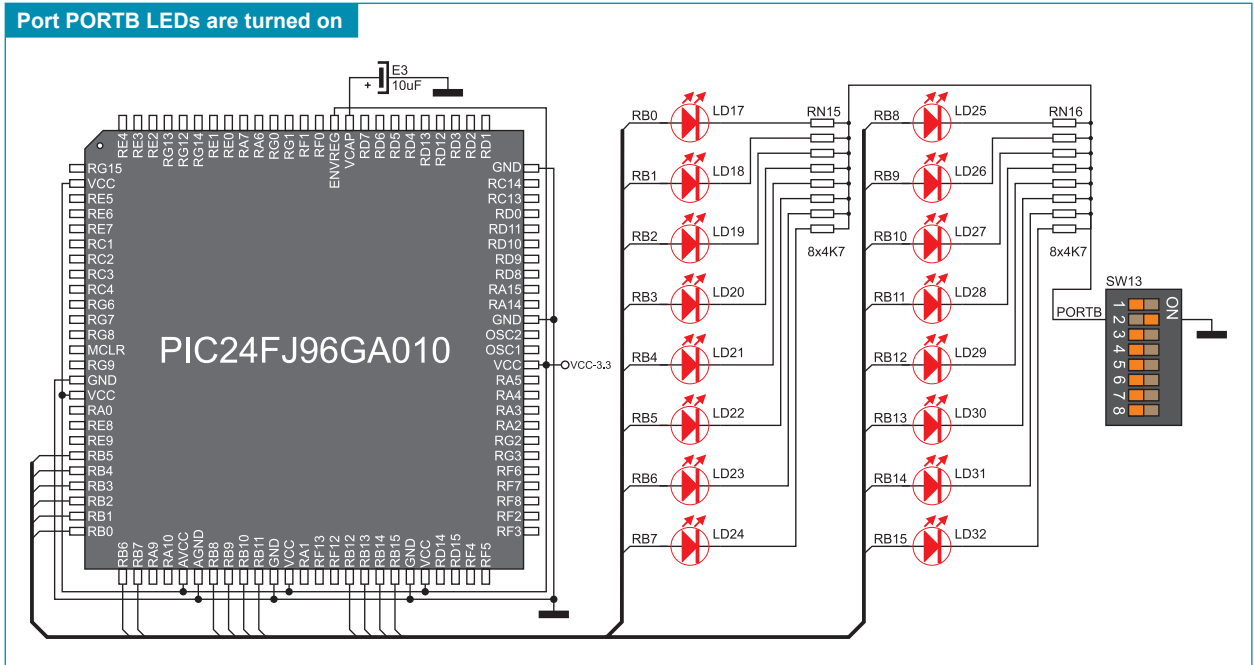 Port PORTB LEDs are turned on
E3
+ 10uF
RE4
RE3
RE2
RG13
RG12
RG14
RE1
RE0
RA7
RA6
RG0
RG1
RF1
RF0
ENVREG
VCAP
RD7
RD6
RD5
RD4
RD13
RD12
RD3
RD2
RD1
RG15
VCC
RE5
RE6
RE7
RC1
RC2
RC3
RC4
RG6
RG7
RG8
MCLR
RG9
GND
VCC
RA0
RE8
RE9
RB5
RB4
RB3
RB2
RB1
RB0
PIC24FJ96GA010
GND
RC14
RC13
RD0
RD11
RD10
RD9
RD8
RA15
RA14
GND
OSC2
OSC1
VCC
RA5
RA4
RA3
RA2
RG2
RG3
RF6
RF7
RF8
RF2
RF3
VCC-3.3
RB6
RB7
RA9
RA10
AVCC
AGND
RB8
RB9
RB10
RB11
GND
VCC
RA1
RF13
RF12
RB12
RB13
RB14
RB15
GND
VCC
RD14
RD15
RF4
RF5
RB0 LD17
RB1 LD18
RB2 LD19
RB3 LD20
RB4 LD21
RB5 LD22
RB6 LD23
RB7 LD24
RN15
8x4K7
RB8 LD25
RB9 LD26
RB10 LD27
RB11 LD28
RB12 LD29
RB13 LD30
RB14 LD31
RB15 LD32
RN16
8x4K7
SW13
PORTB
ON
1
2
3
4
5
6
7
8